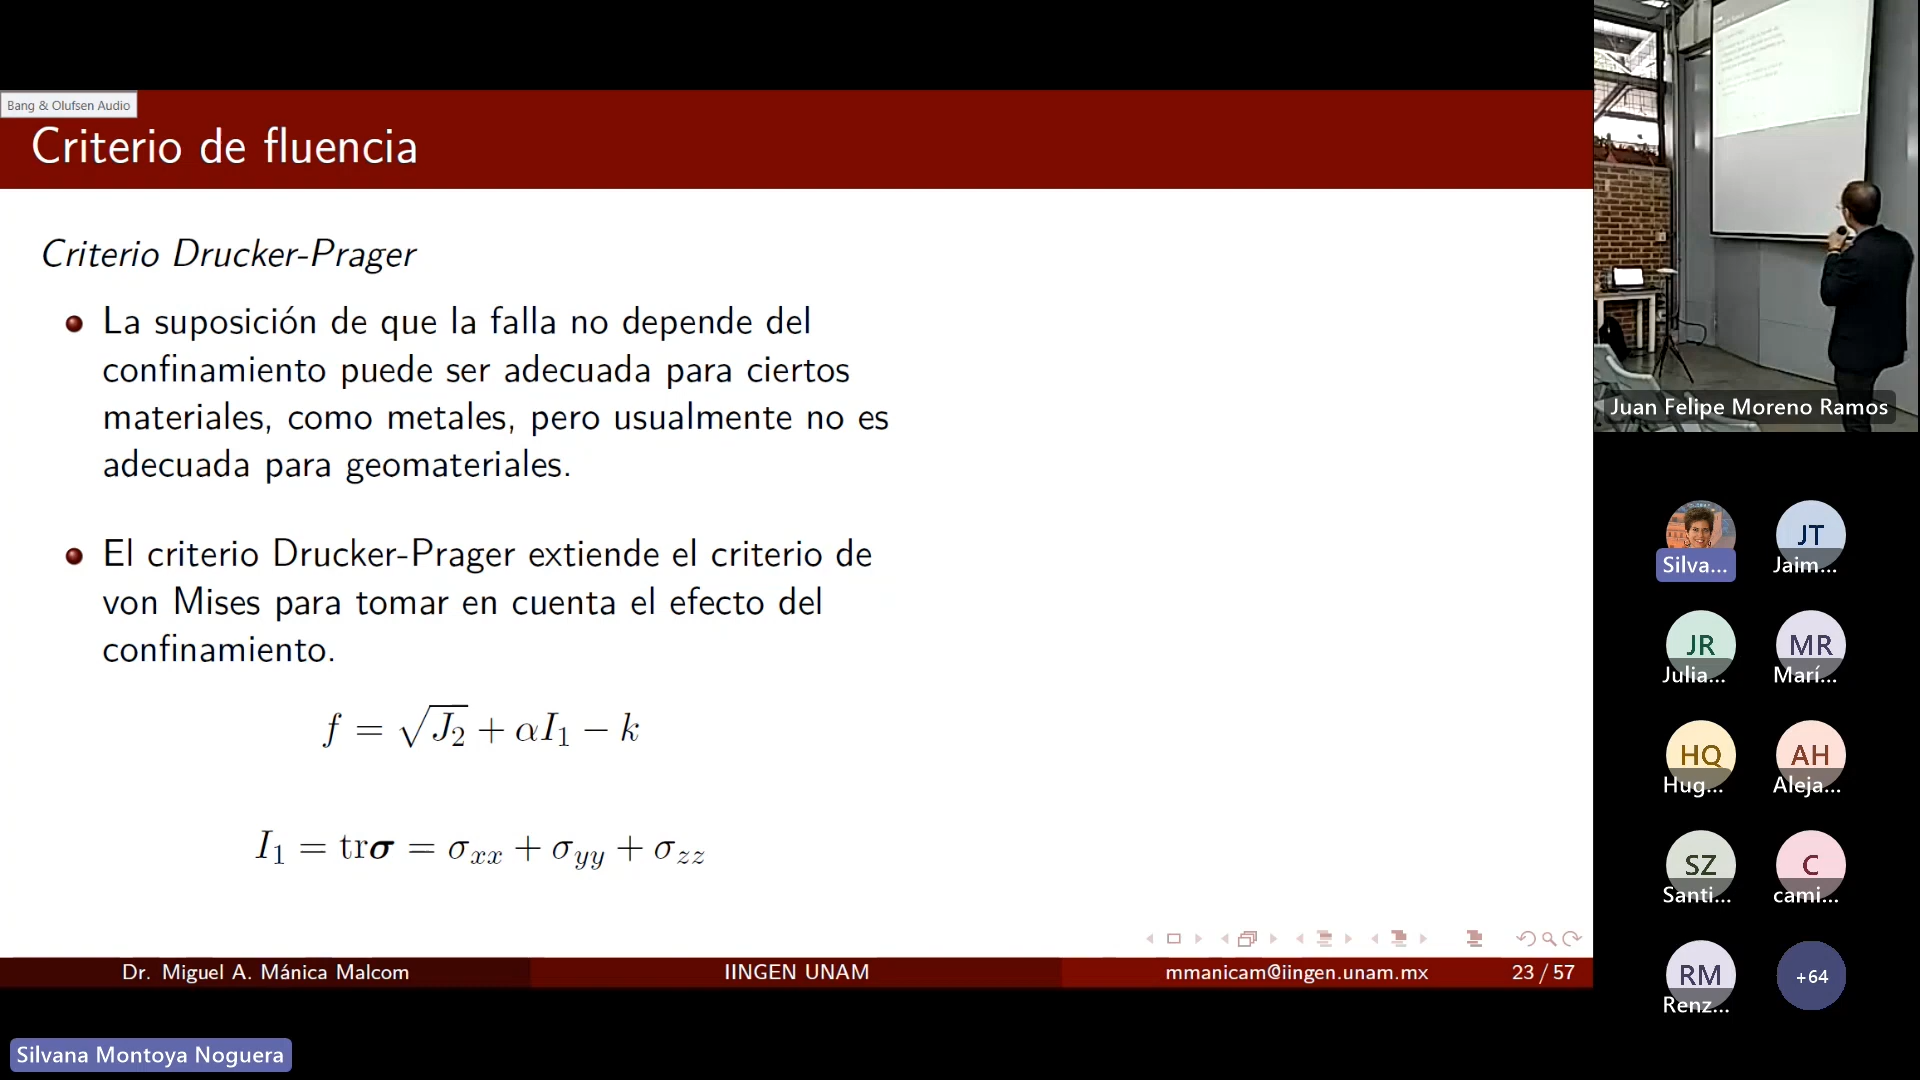 Bang & Olufsen Audio
Criterio de fluencia
Criterio Drucker-Prager
La suposición de que la falla no depende del
confinamiento puede ser adecuada para ciertos
materiales, como metales, pero usualmente no es
adecuada para geomateriales.
El criterio Drucker-Prager extiende el criterio de
von Mises para tomar en cuenta el efecto del
confinamiento.
f = √J₂ + αI₁ − k
I₁ = trσ = σₓₓ + σ_yy + σ_zz
Dr. Miguel A. Mánica Malcom IINGEN UNAM mmanicam@iingen.unam.mx 23 / 57
Silvana Montoya Noguera
Juan Felipe Moreno Ramos
Silva...
JT
Jaim...
JR
Julia...
MR
Marí...
HQ
Hug...
AH
Aleja...
SZ
Santi...
C
cami...
RM
Renz...
+64